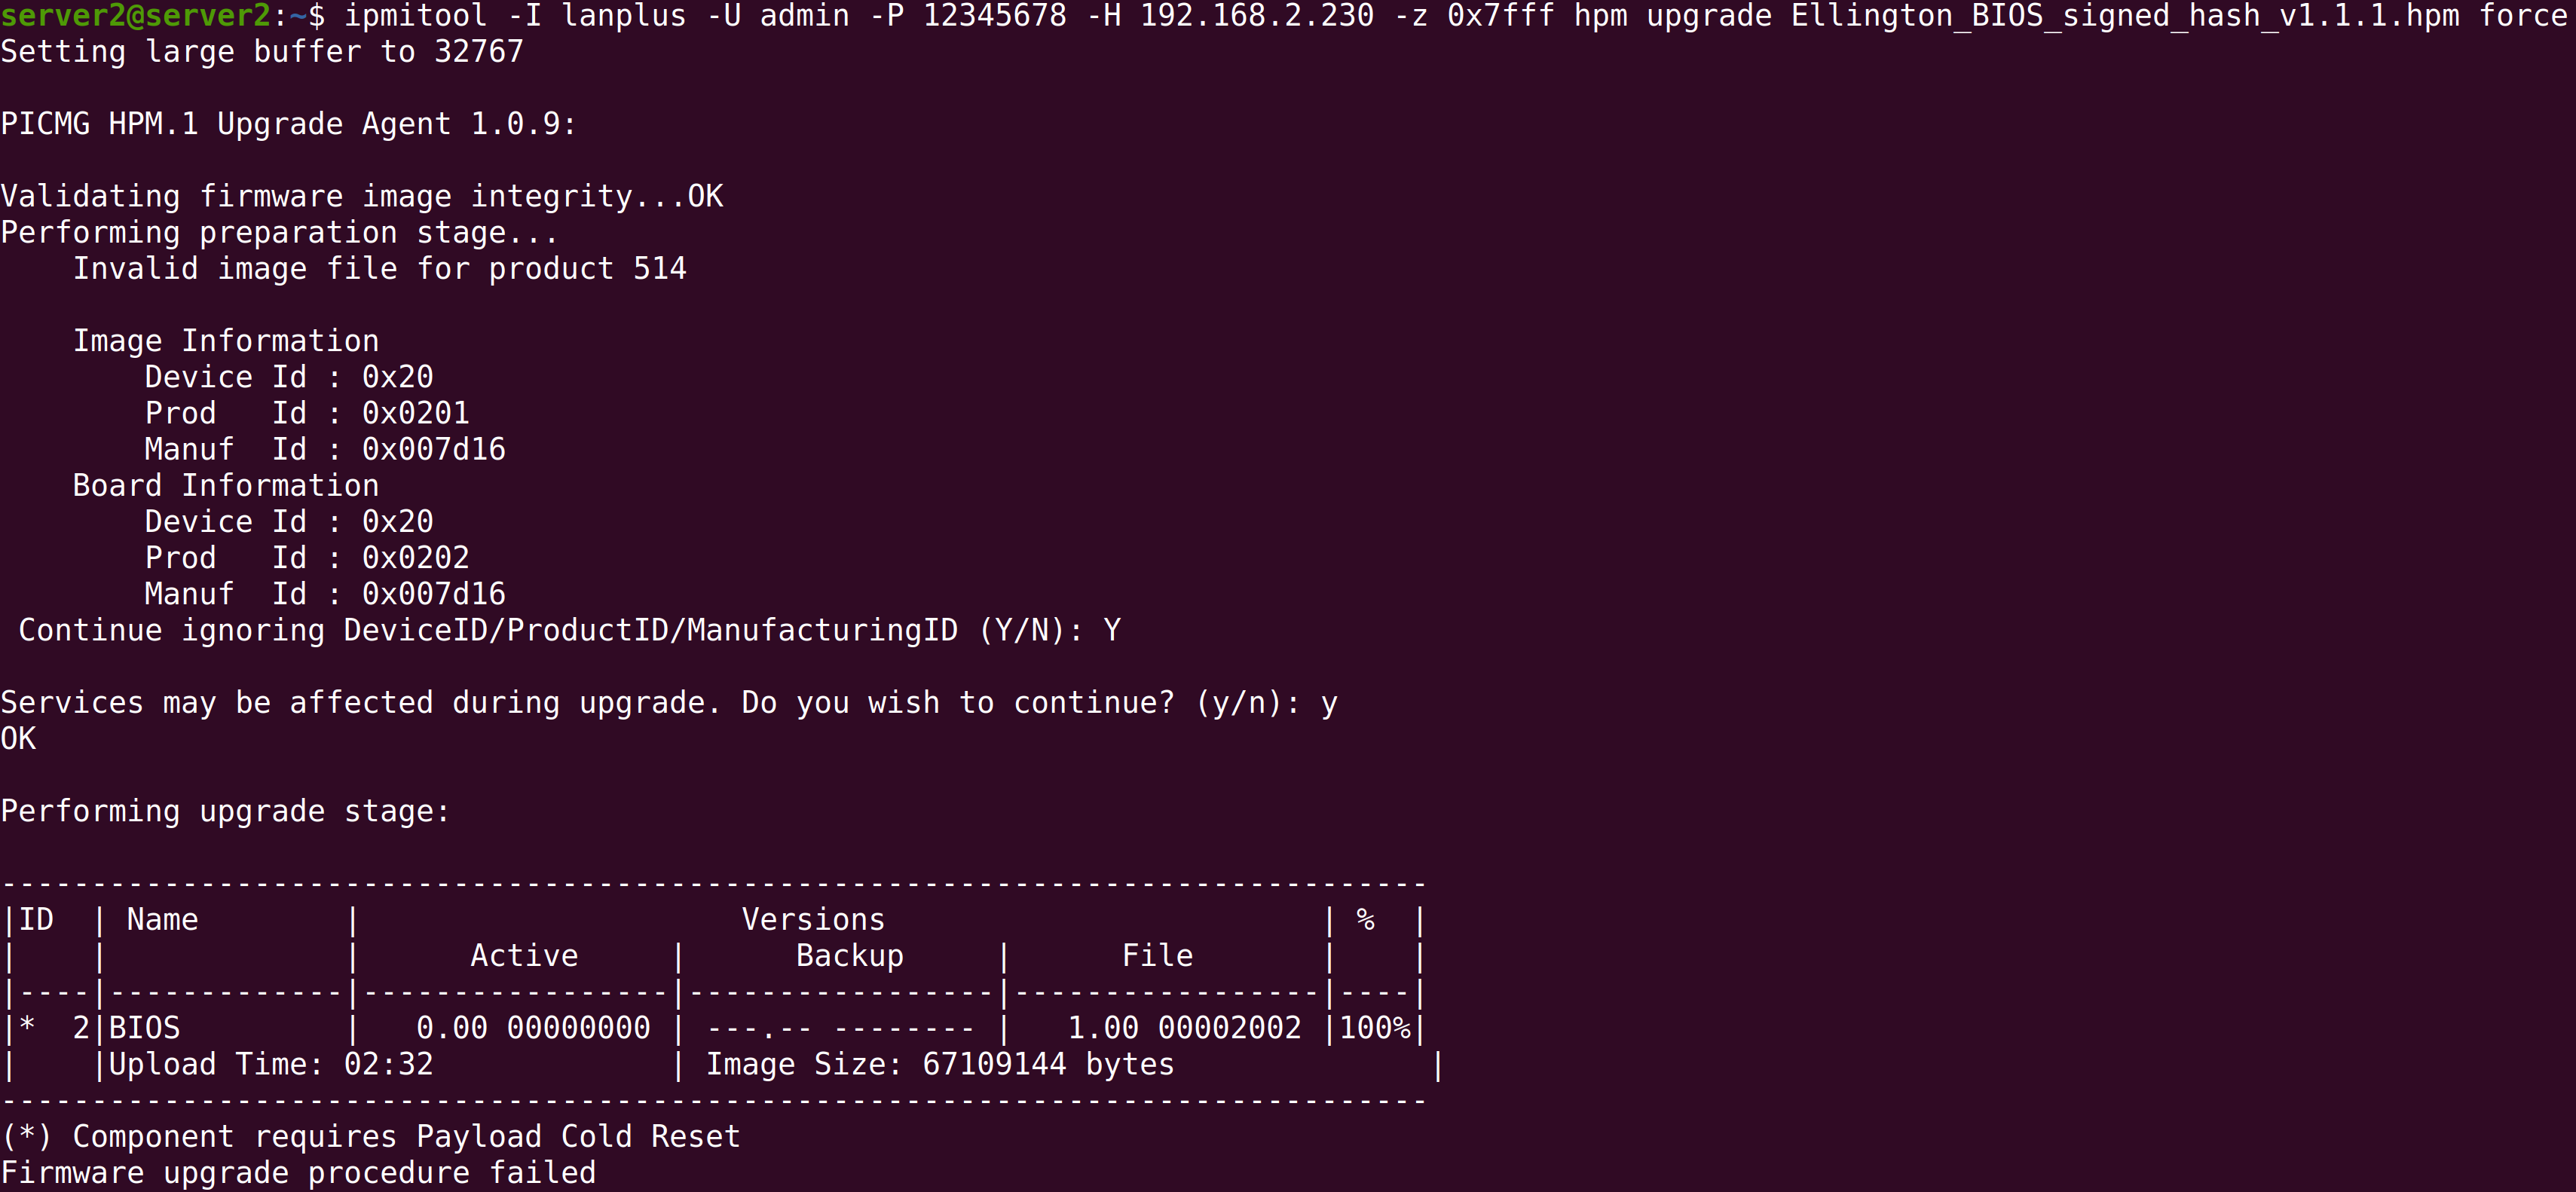 server2@server2:~$ ipmitool -I lanplus -U admin -P 12345678 -H 192.168.2.230 -z 0x7fff hpm upgrade Ellington_BIOS_signed_hash_v1.1.1.hpm force
Setting large buffer to 32767

PICMG HPM.1 Upgrade Agent 1.0.9:

Validating firmware image integrity...OK
Performing preparation stage...
    Invalid image file for product 514

    Image Information
        Device Id : 0x20
        Prod   Id : 0x0201
        Manuf  Id : 0x007d16
    Board Information
        Device Id : 0x20
        Prod   Id : 0x0202
        Manuf  Id : 0x007d16
 Continue ignoring DeviceID/ProductID/ManufacturingID (Y/N): Y

Services may be affected during upgrade. Do you wish to continue? (y/n): y
OK

Performing upgrade stage:

-------------------------------------------------------------------------------
|ID  | Name        |                     Versions                        | %  |
|    |             |      Active     |      Backup     |      File       |    |
|----|-------------|-----------------|-----------------|-----------------|----|
|*  2|BIOS         |   0.00 00000000 | ---.-- -------- |   1.00 00002002 |100%|
|    |Upload Time: 02:32             | Image Size: 67109144 bytes              |
-------------------------------------------------------------------------------
(*) Component requires Payload Cold Reset
Firmware upgrade procedure failed